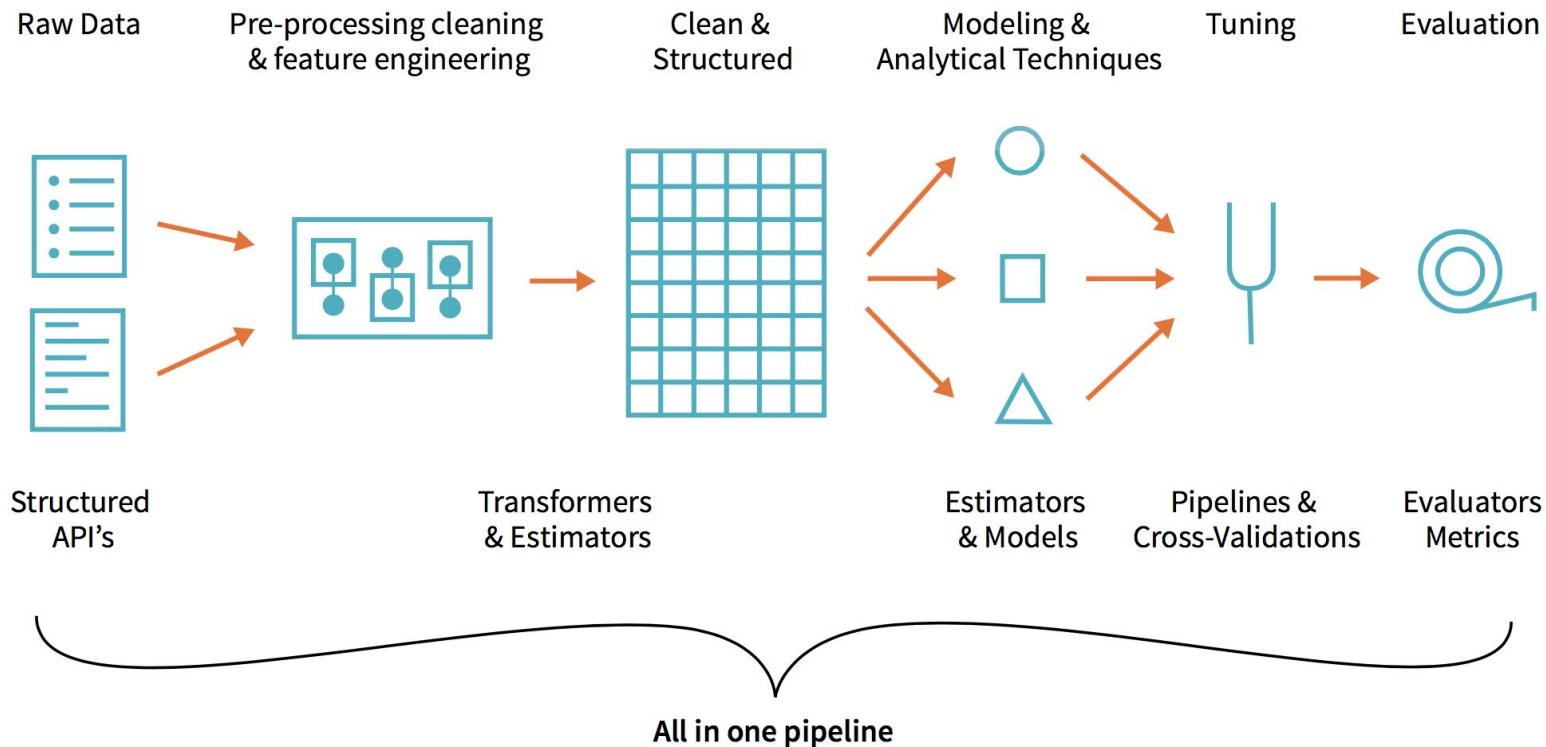 Raw Data
Pre-processing cleaning
& feature engineering
Clean &
Structured
Modeling &
Analytical Techniques
Tuning
Evaluation
Structured
API's
Transformers
& Estimators
Estimators
& Models
Pipelines &
Cross-Validations
Evaluators
Metrics
All in one pipeline